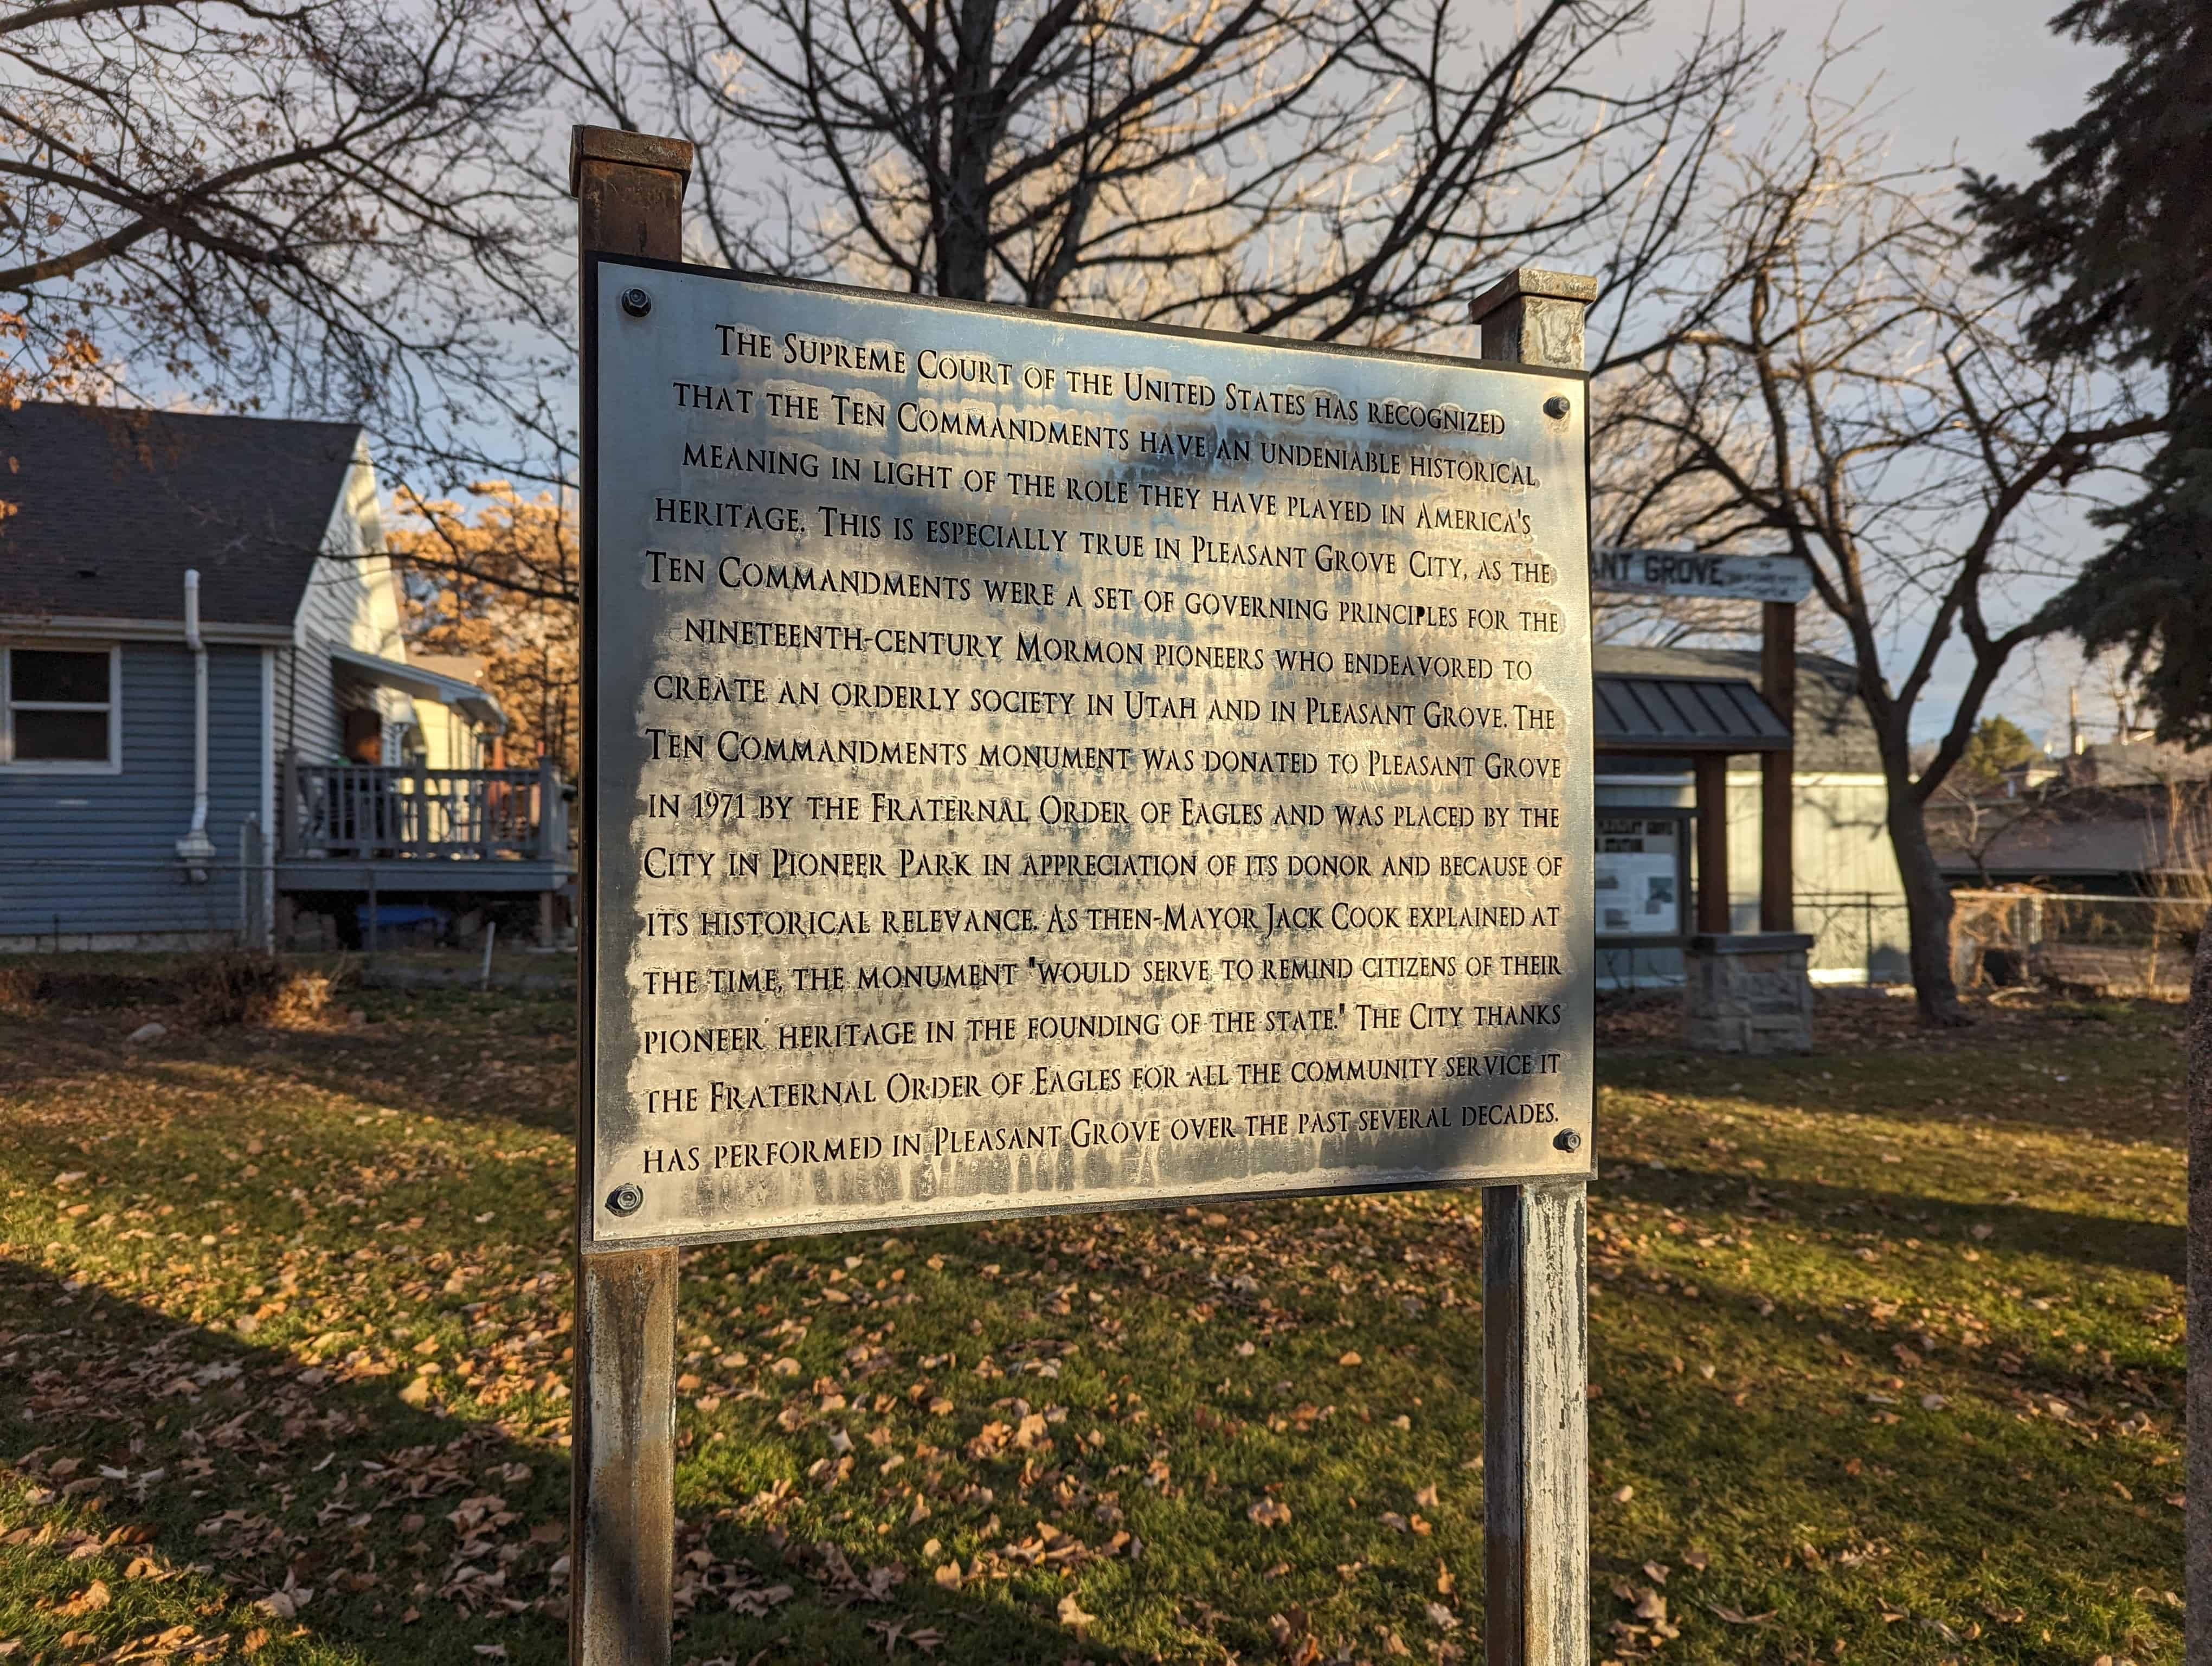 The Supreme Court of the United States has recognized
that the Ten Commandments have an undeniable historical
meaning in light of the role they have played in America's
heritage. This is especially true in Pleasant Grove City, as the
Ten Commandments were a set of governing principles for the
nineteenth-century Mormon pioneers who endeavored to
create an orderly society in Utah and in Pleasant Grove. The
Ten Commandments monument was donated to Pleasant Grove
in 1971 by the Fraternal Order of Eagles and was placed by the
City in Pioneer Park in appreciation of its donor and because of
its historical relevance. As then-Mayor Jack Cook explained at
the time, the monument "would serve to remind citizens of their
pioneer heritage in the founding of the state." The City thanks
the Fraternal Order of Eagles for all the community service it
has performed in Pleasant Grove over the past several decades.
ANT GROVE